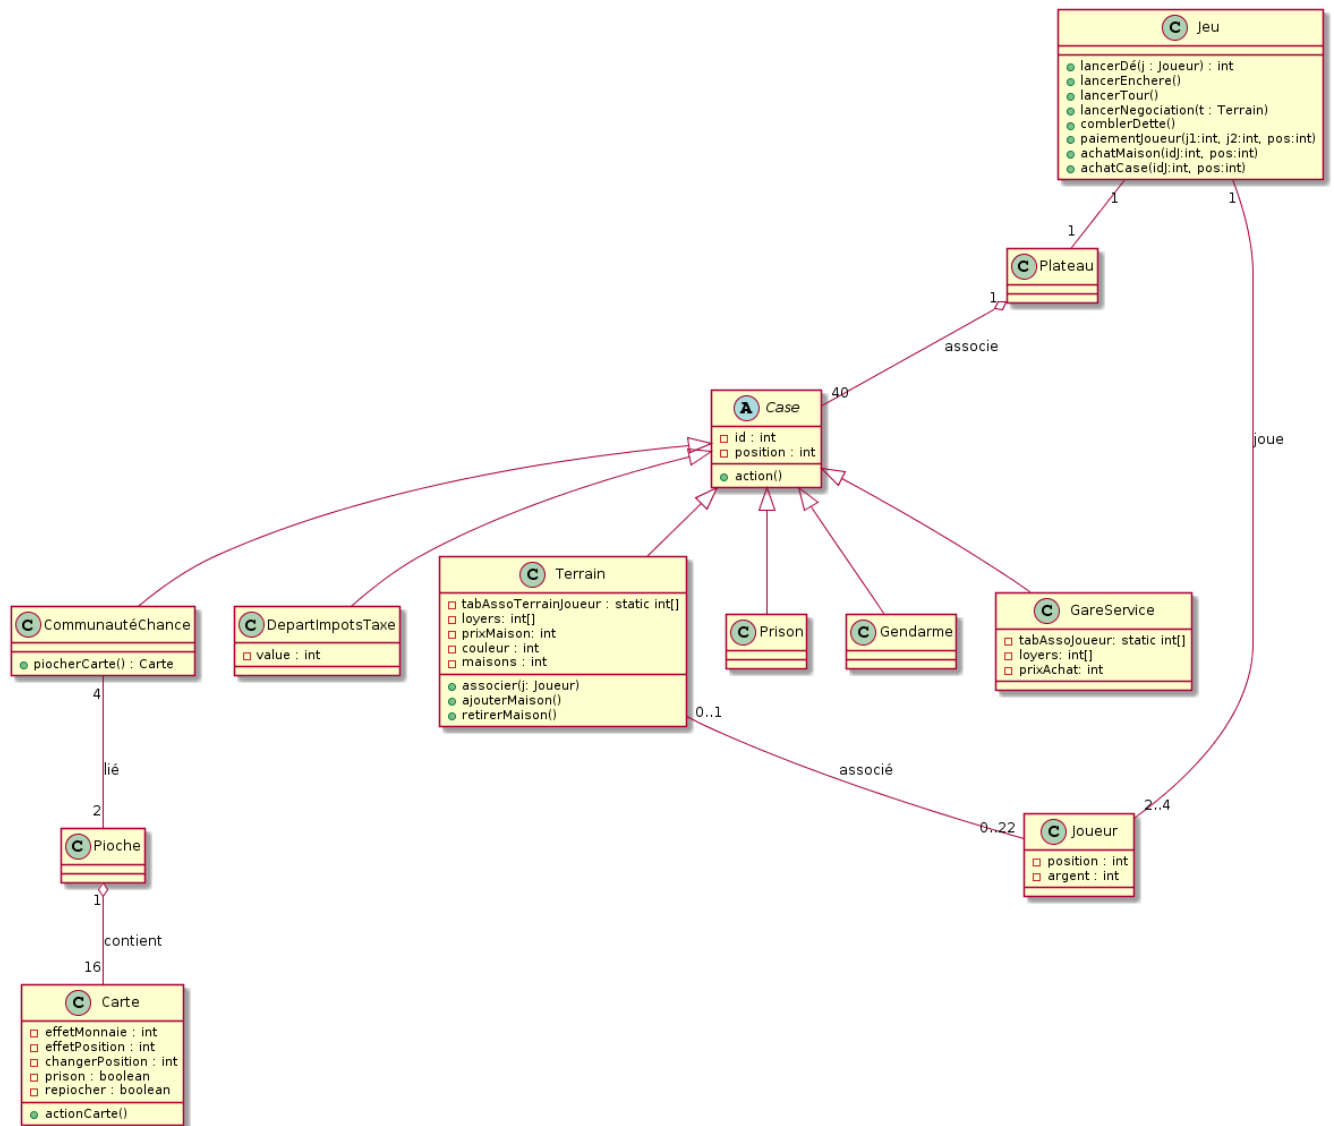 C Jeu
lancerDé(j : Joueur) : int
lancerEnchere()
lancerTour()
lancerNegociation(t : Terrain)
comblerDette()
paiementJoueur(j1:int, j2:int, pos:int)
achatMaison(idJ:int, pos:int)
achatCase(idJ:int, pos:int)
1
1
1
C Plateau
1
associe
40
A Case
id : int
position : int
action()
joue
C CommunautéChance
piocherCarte() : Carte
C DepartImpotsTaxe
value : int
C Terrain
tabAssoTerrainJoueur : static int[]
loyers: int[]
prixMaison: int
couleur : int
maisons : int
associer(j: Joueur)
ajouterMaison()
retirerMaison()
C Prison
C Gendarme
C GareService
tabAssoJoueur: static int[]
loyers: int[]
prixAchat: int
4
lié
2
0..1
associé
0..22
2..4
C Pioche
C Joueur
position : int
argent : int
1
contient
16
C Carte
effetMonnaie : int
effetPosition : int
changerPosition : int
prison : boolean
repiocher : boolean
actionCarte()